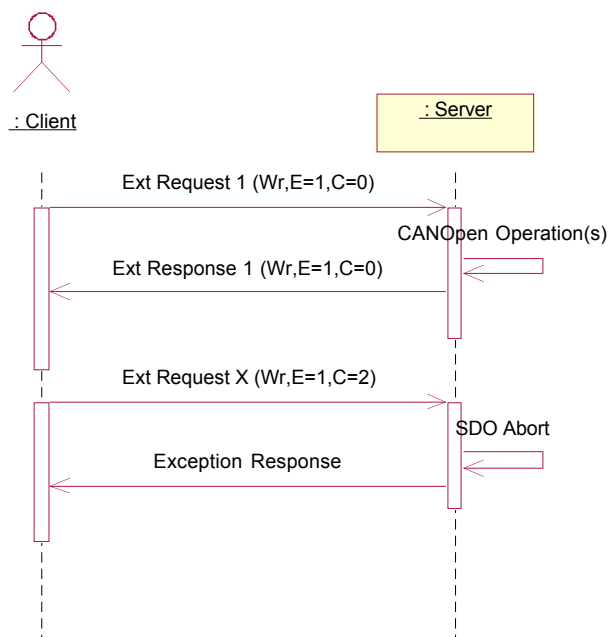 : Client
: Server
Ext Request 1 (Wr,E=1,C=0)
CANOpen Operation(s)
Ext Response 1 (Wr,E=1,C=0)
Ext Request X (Wr,E=1,C=2)
SDO Abort
Exception Response